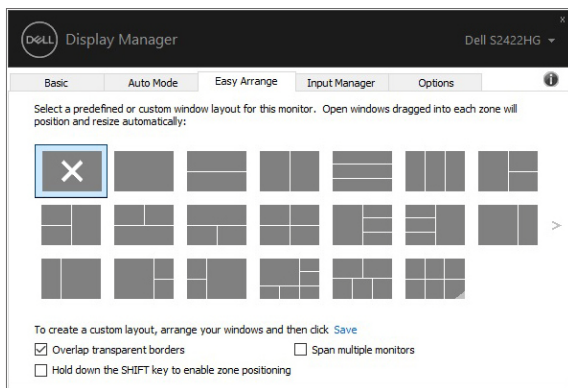 DELL Display Manager
Dell S2422HG
x
Basic Auto Mode Easy Arrange Input Manager Options i
Select a predefined or custom window layout for this monitor. Open windows dragged into each zone will
position and resize automatically:
>
To create a custom layout, arrange your windows and then click Save
Overlap transparent borders Span multiple monitors
Hold down the SHIFT key to enable zone positioning